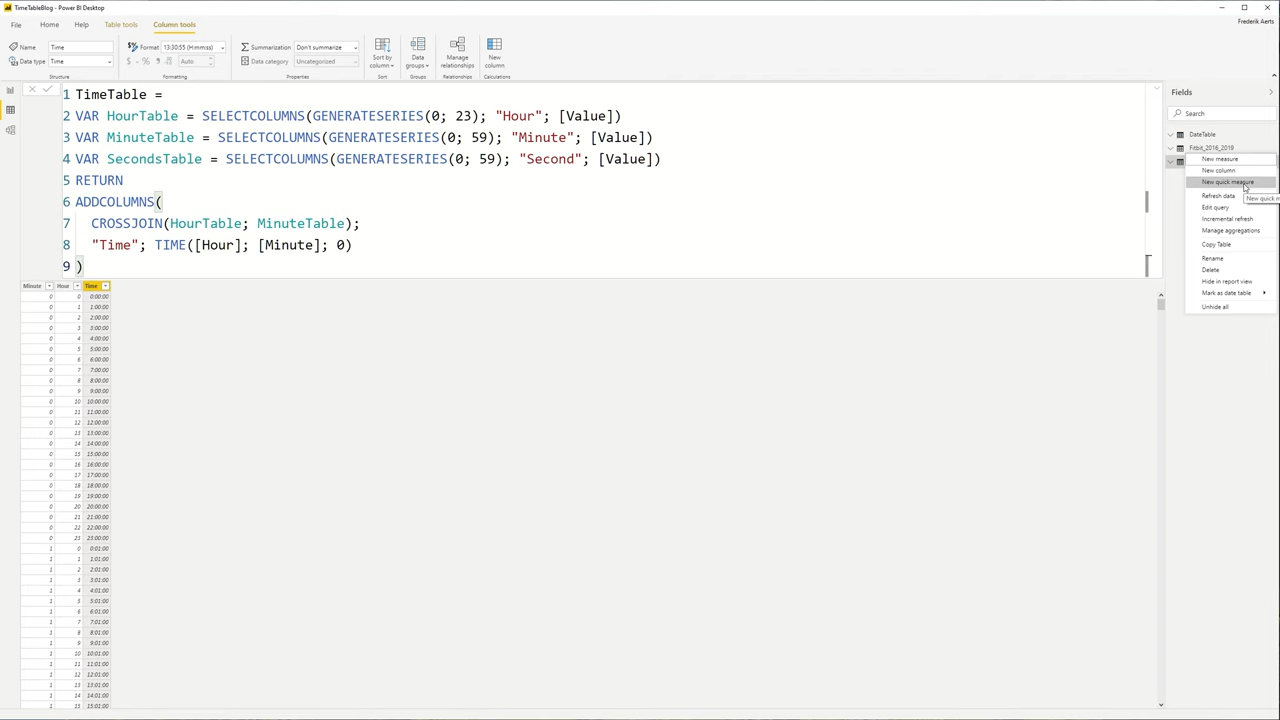 TimeTableBlog - Power BI Desktop
Frederik Aerts
File Home Help Table tools Column tools
Name Time
Data type Time
Structure
Format 13:30:55 (H:mm:ss)
$ % Auto
Formatting
Summarization Don't summarize
Data category Uncategorized
Properties
Sort by column
Sort
Data groups
Groups
Manage relationships
Relationships
New column
Calculations
1 TimeTable =
2 VAR HourTable = SELECTCOLUMNS(GENERATESERIES(0; 23); "Hour"; [Value])
3 VAR MinuteTable = SELECTCOLUMNS(GENERATESERIES(0; 59); "Minute"; [Value])
4 VAR SecondsTable = SELECTCOLUMNS(GENERATESERIES(0; 59); "Second"; [Value])
5 RETURN
6 ADDCOLUMNS(
7 CROSSJOIN(HourTable; MinuteTable);
8 "Time"; TIME([Hour]; [Minute]; 0)
9 )
Minute Hour Time
0 0 0:00:00
0 1 1:00:00
0 2 2:00:00
0 3 3:00:00
0 4 4:00:00
0 5 5:00:00
0 6 6:00:00
0 7 7:00:00
0 8 8:00:00
0 9 9:00:00
0 10 10:00:00
0 11 11:00:00
0 12 12:00:00
0 13 13:00:00
0 14 14:00:00
0 15 15:00:00
0 16 16:00:00
0 17 17:00:00
0 18 18:00:00
0 19 19:00:00
0 20 20:00:00
0 21 21:00:00
0 22 22:00:00
0 23 23:00:00
1 0 0:01:00
1 1 1:01:00
1 2 2:01:00
1 3 3:01:00
1 4 4:01:00
1 5 5:01:00
1 6 6:01:00
1 7 7:01:00
1 8 8:01:00
1 9 9:01:00
1 10 10:01:00
1 11 11:01:00
1 12 12:01:00
1 13 13:01:00
1 14 14:01:00
1 15 15:01:00
Fields
Search
DateTable
Fitbit_2016_2019
New measure
New column
New quick measure
New quick m
Refresh data
Edit query
Incremental refresh
Manage aggregations
Copy Table
Rename
Delete
Hide in report view
Mark as date table
Unhide all